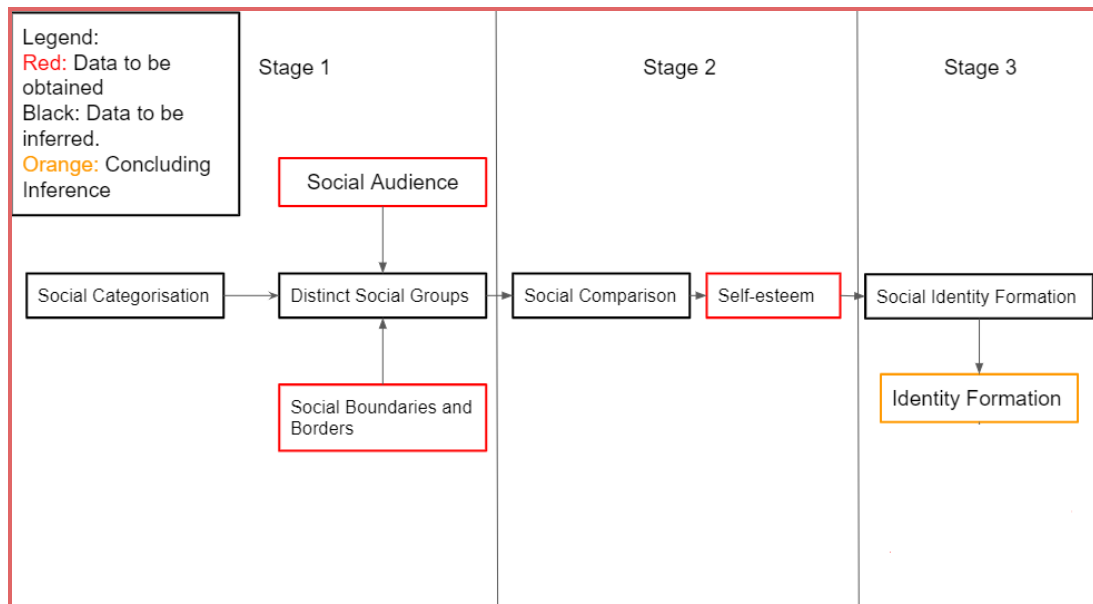 Legend:
Red: Data to be
obtained
Black: Data to be
inferred.
Orange: Concluding
Inference
Stage 1
Stage 2
Stage 3
Social Audience
Social Categorisation
Distinct Social Groups
Social Comparison
Self-esteem
Social Identity Formation
Social Boundaries and
Borders
Identity Formation